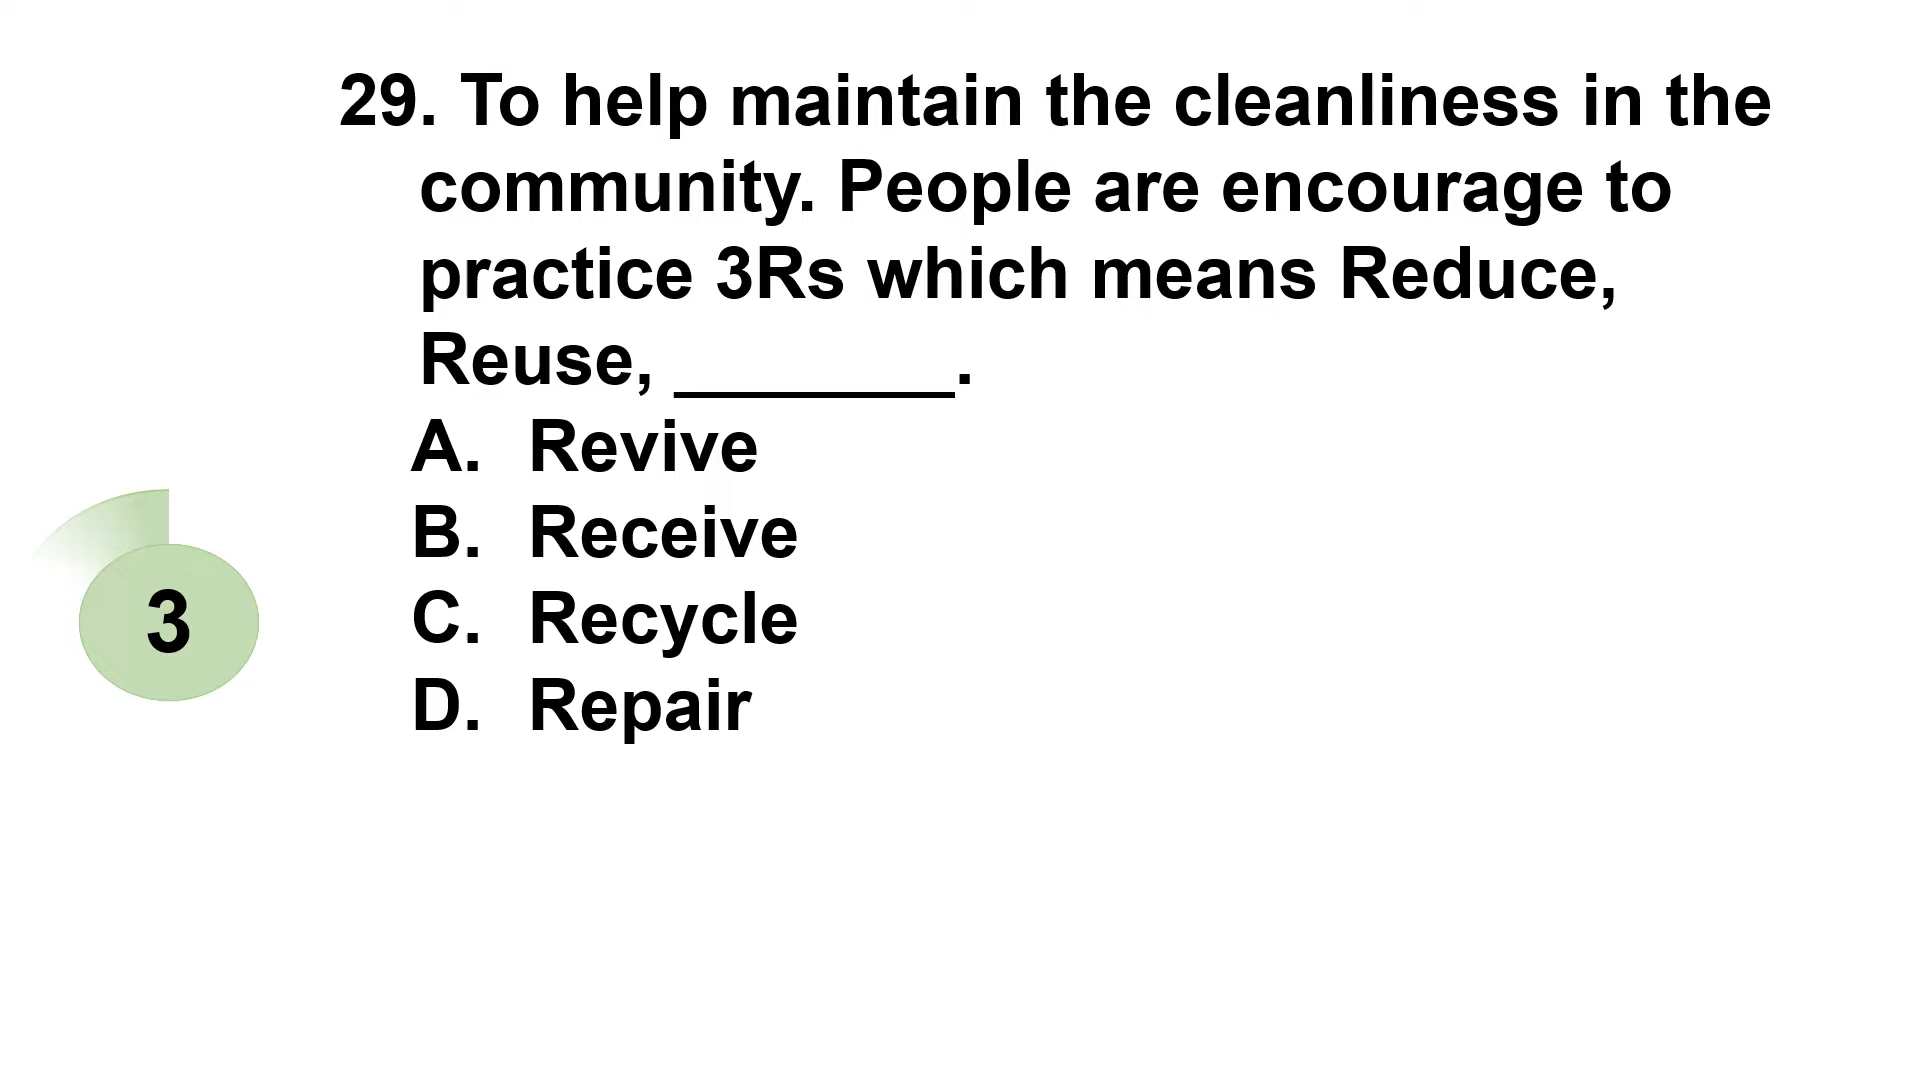 29. To help maintain the cleanliness in the
community. People are encourage to
practice 3Rs which means Reduce,
Reuse, ________.
A. Revive
B. Receive
C. Recycle
D. Repair
3